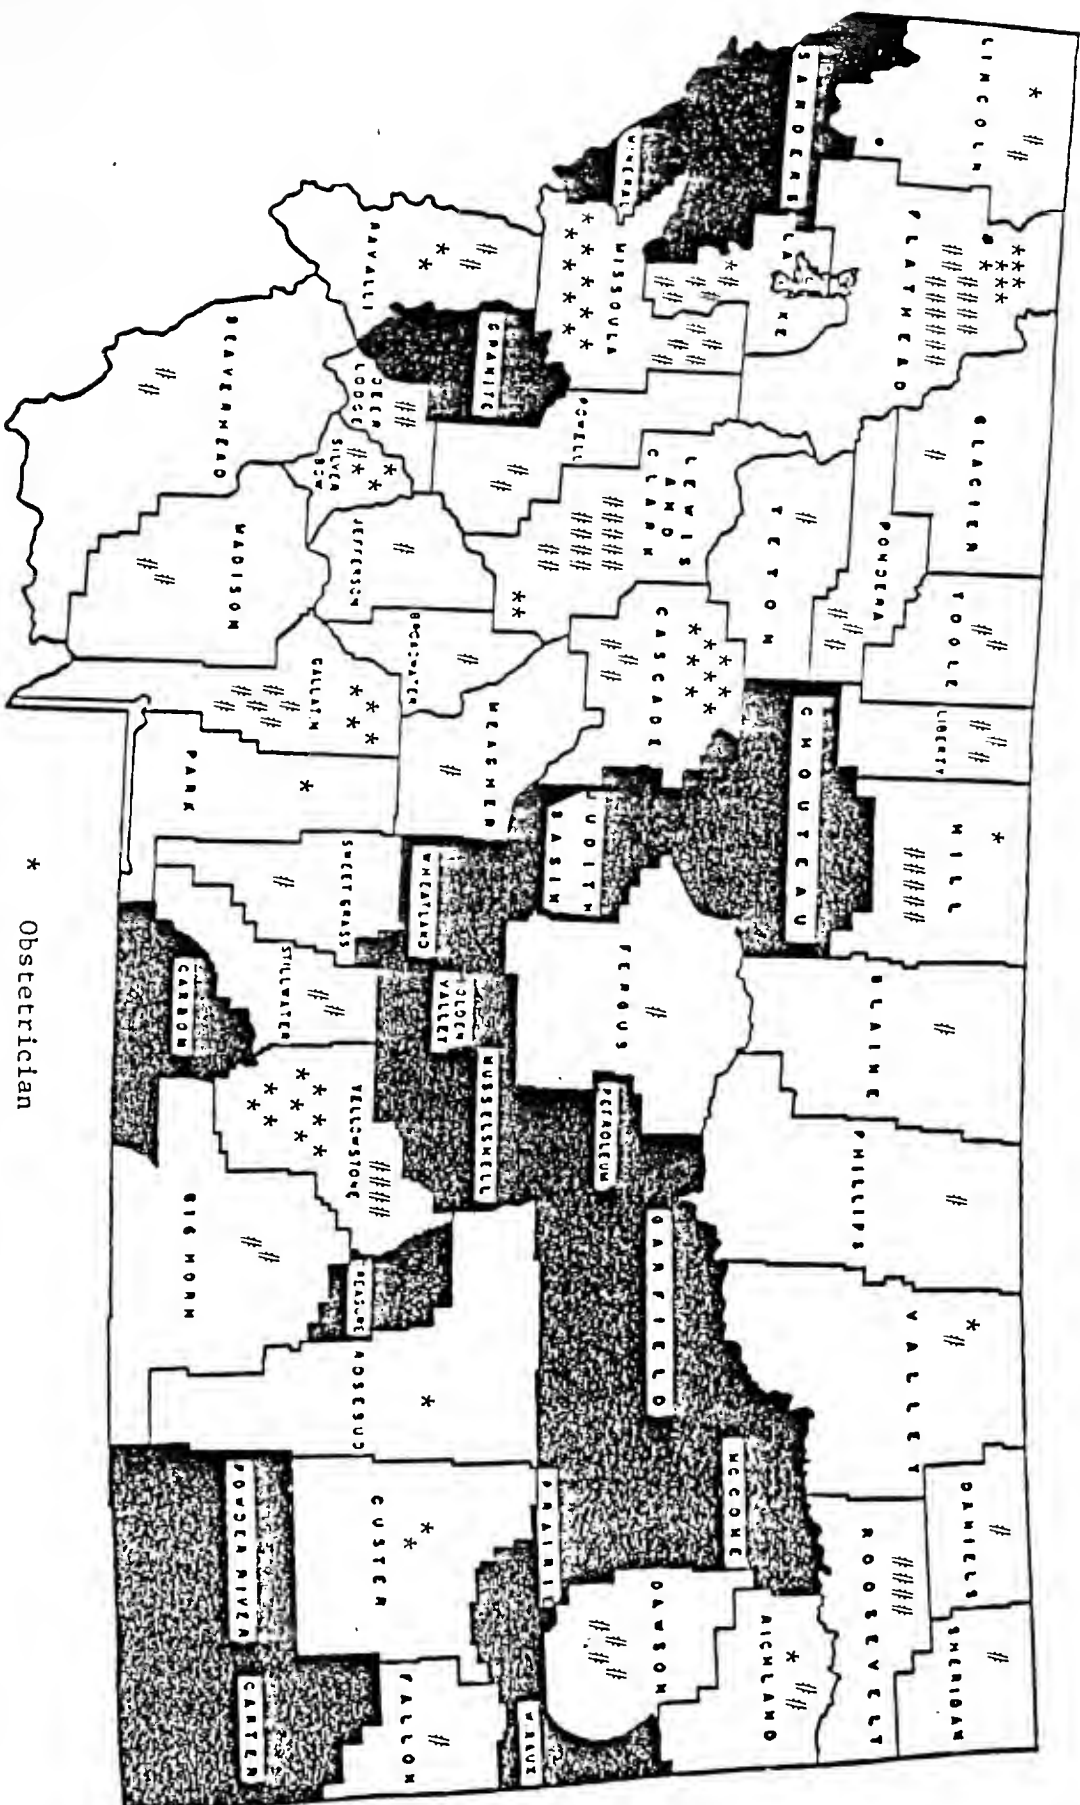 LINCOLN
*
##
SANDERS
FLATHEAD
***
***
**
##
########
#######
GLACIER
#
TOOLE
##
LIBERTY
####
HILL
*
######
BLAINE
#
PHILLIPS
#
VALLEY
*
#
DANIELS
#
SHERIDAN
#
ROOSEVELT
####
PONDERA
###
TETON
#
CHOUTEAU
LAKE
MINERAL
MISSOULA
LEWIS
AND
CLARK
**
CASCADE
###
JUDITH
BASIN
FERGUS
#
PETROLEUM
GARFIELD
MCCONE
RICHLAND
*
###
DAWSON
#####
PRAIRIE
WIBAUX
POWELL
##
GRANITE
RAVALLI
###
**
DEER
LODGE
##
SILVER
BOW
JEFFERSON
#
BROADWATER
#
MEAGHER
#
WHEATLAND
GOLDEN
VALLEY
MUSSELSHELL
TREASURE
ROSEBUD
*
CUSTER
**
FALLON
#
BEAVERHEAD
###
MADISON
###
GALLATIN
PARK
*
SWEET GRASS
#
STILLWATER
###
YELLOWSTONE
####
CARBON
BIG HORN
###
POWDER RIVER
CARTER
* Obstetrician